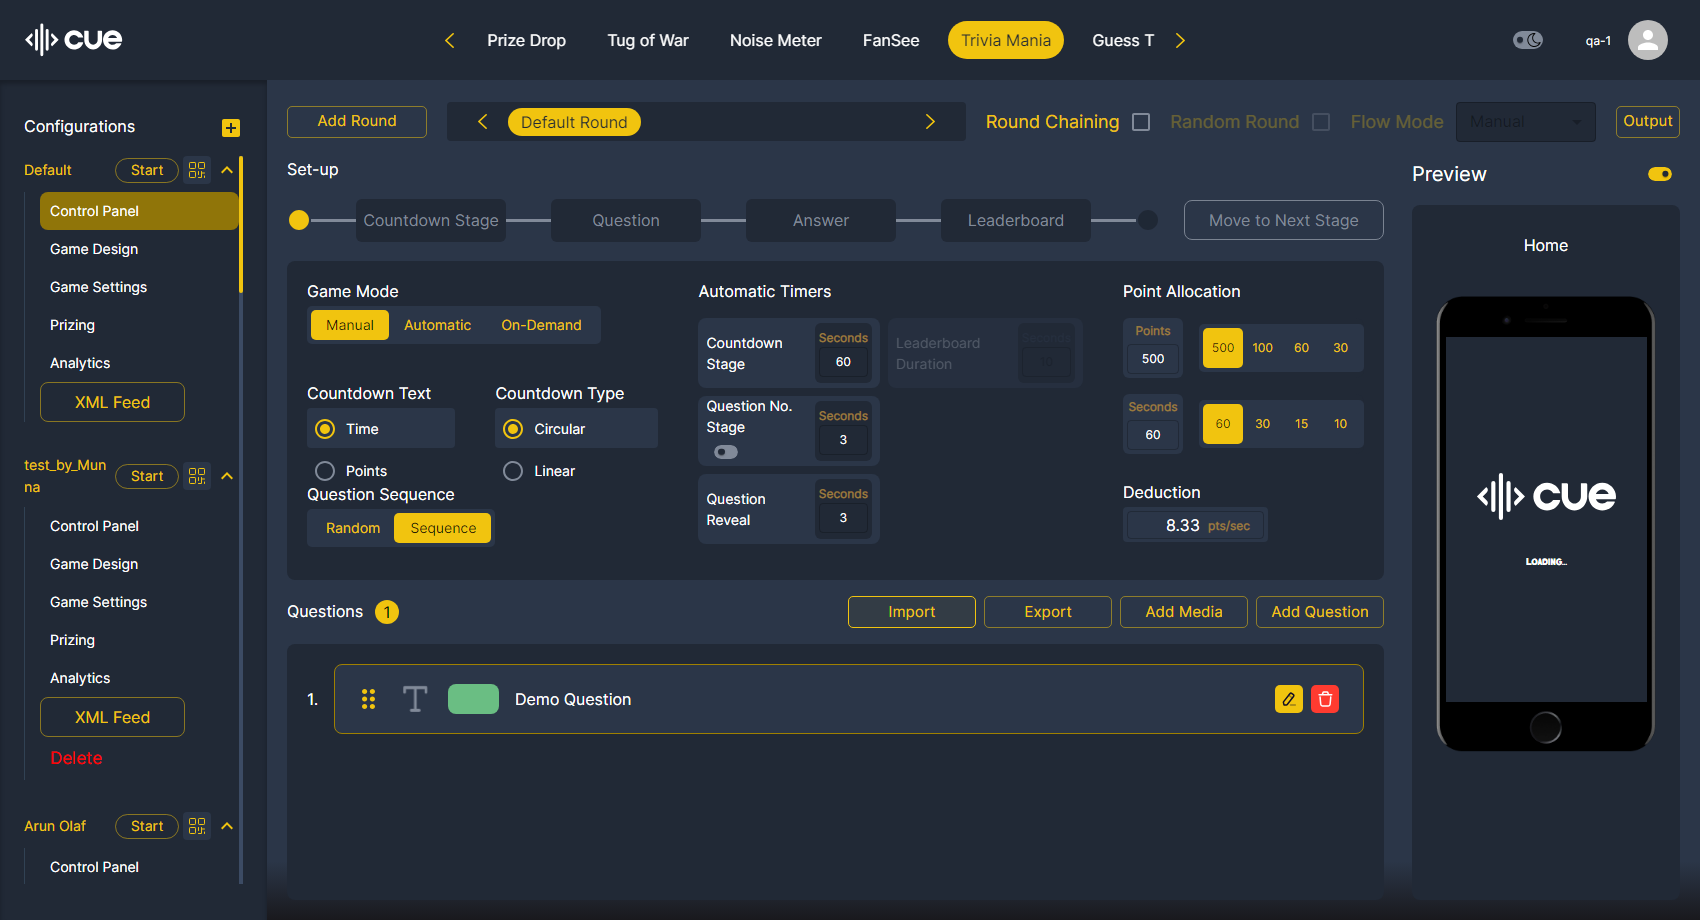 cue
Prize Drop
Tug of War
Noise Meter
FanSee
Trivia Mania
Guess T
qa-1
Configurations
Default
Start
Control Panel
Game Design
Game Settings
Prizing
Analytics
XML Feed
test_by_Mun
na
Start
Control Panel
Game Design
Game Settings
Prizing
Analytics
XML Feed
Delete
Arun Olaf
Start
Control Panel
Add Round
Default Round
Round Chaining
Random Round
Flow Mode
Manual
Output
Set-up
Countdown Stage
Question
Answer
Leaderboard
Move to Next Stage
Game Mode
Manual
Automatic
On-Demand
Countdown Text
Time
Points
Countdown Type
Circular
Linear
Question Sequence
Random
Sequence
Automatic Timers
Countdown
Stage
Seconds
60
Leaderboard
Duration
Seconds
10
Question No.
Stage
Seconds
3
Question
Reveal
Seconds
3
Point Allocation
Points
500
500
100
60
30
Seconds
60
60
30
15
10
Deduction
8.33 pts/sec
Questions 1
Import
Export
Add Media
Add Question
1.
T
Demo Question
Preview
Home
cue
LOADING...